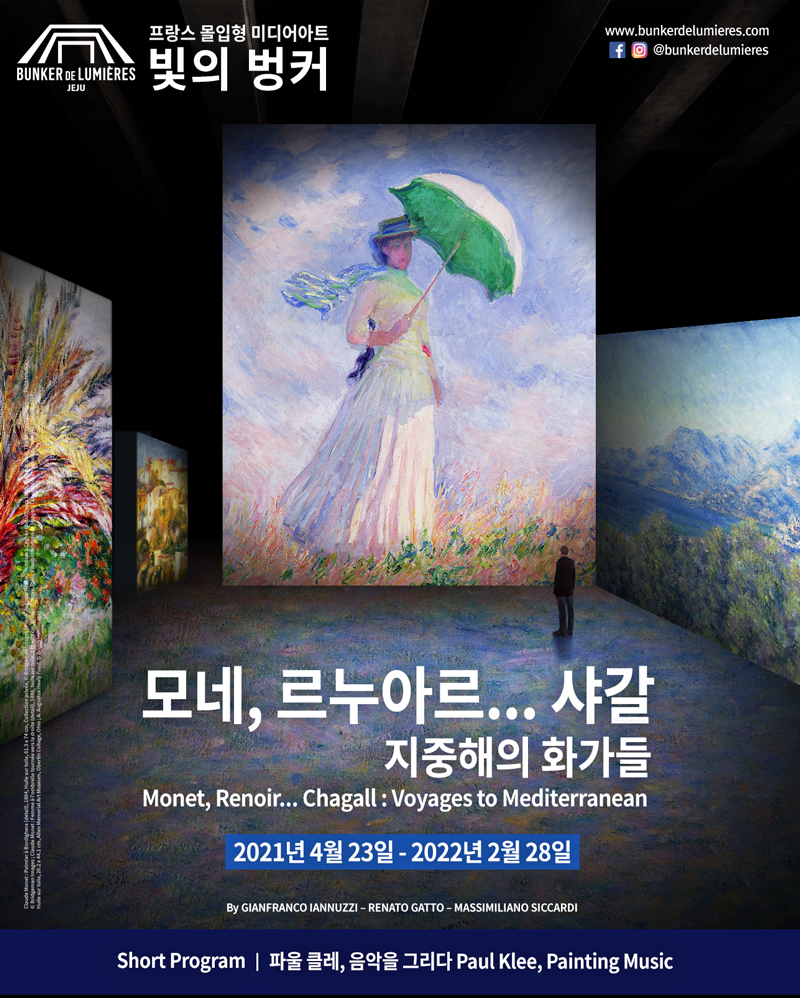 BUNKER DE LUMIÈRES
JEJU
프랑스 몰입형 미디어아트
빛의 벙커
www.bunkerdelumieres.com
@bunkerdelumieres
모네, 르누아르... 샤갈
지중해의 화가들
Monet, Renoir... Chagall : Voyages to Mediterranean
2021년 4월 23일 - 2022년 2월 28일
By GIANFRANCO IANNUZZI – RENATO GATTO – MASSIMILIANO SICCARDI
Short Program | 파울 클레, 음악을 그리다 Paul Klee, Painting Music